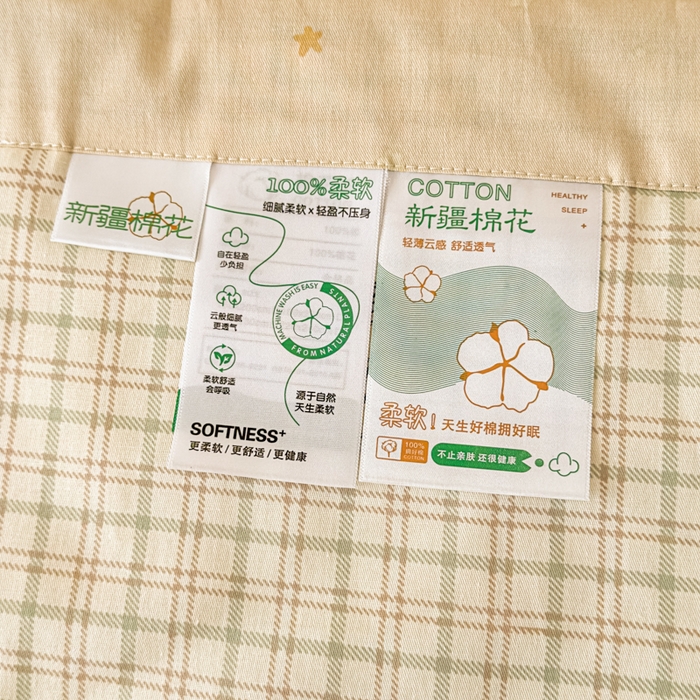 新疆棉花
100%柔软
细腻柔软 x 轻盈不压身
自在轻盈
少负担
云般细腻
更透气
柔软舒适
会呼吸
MACHINE WASH IS EASY
FROM NATURAL PLANTS
源于自然
天生柔软
SOFTNESS+
更柔软 / 更舒适 / 更健康
COTTON
HEALTHY
SLEEP
+
新疆棉花
轻薄云感 舒适透气
柔软! 天生好棉拥好眠
100%
COTTON
不止亲肤 还很健康